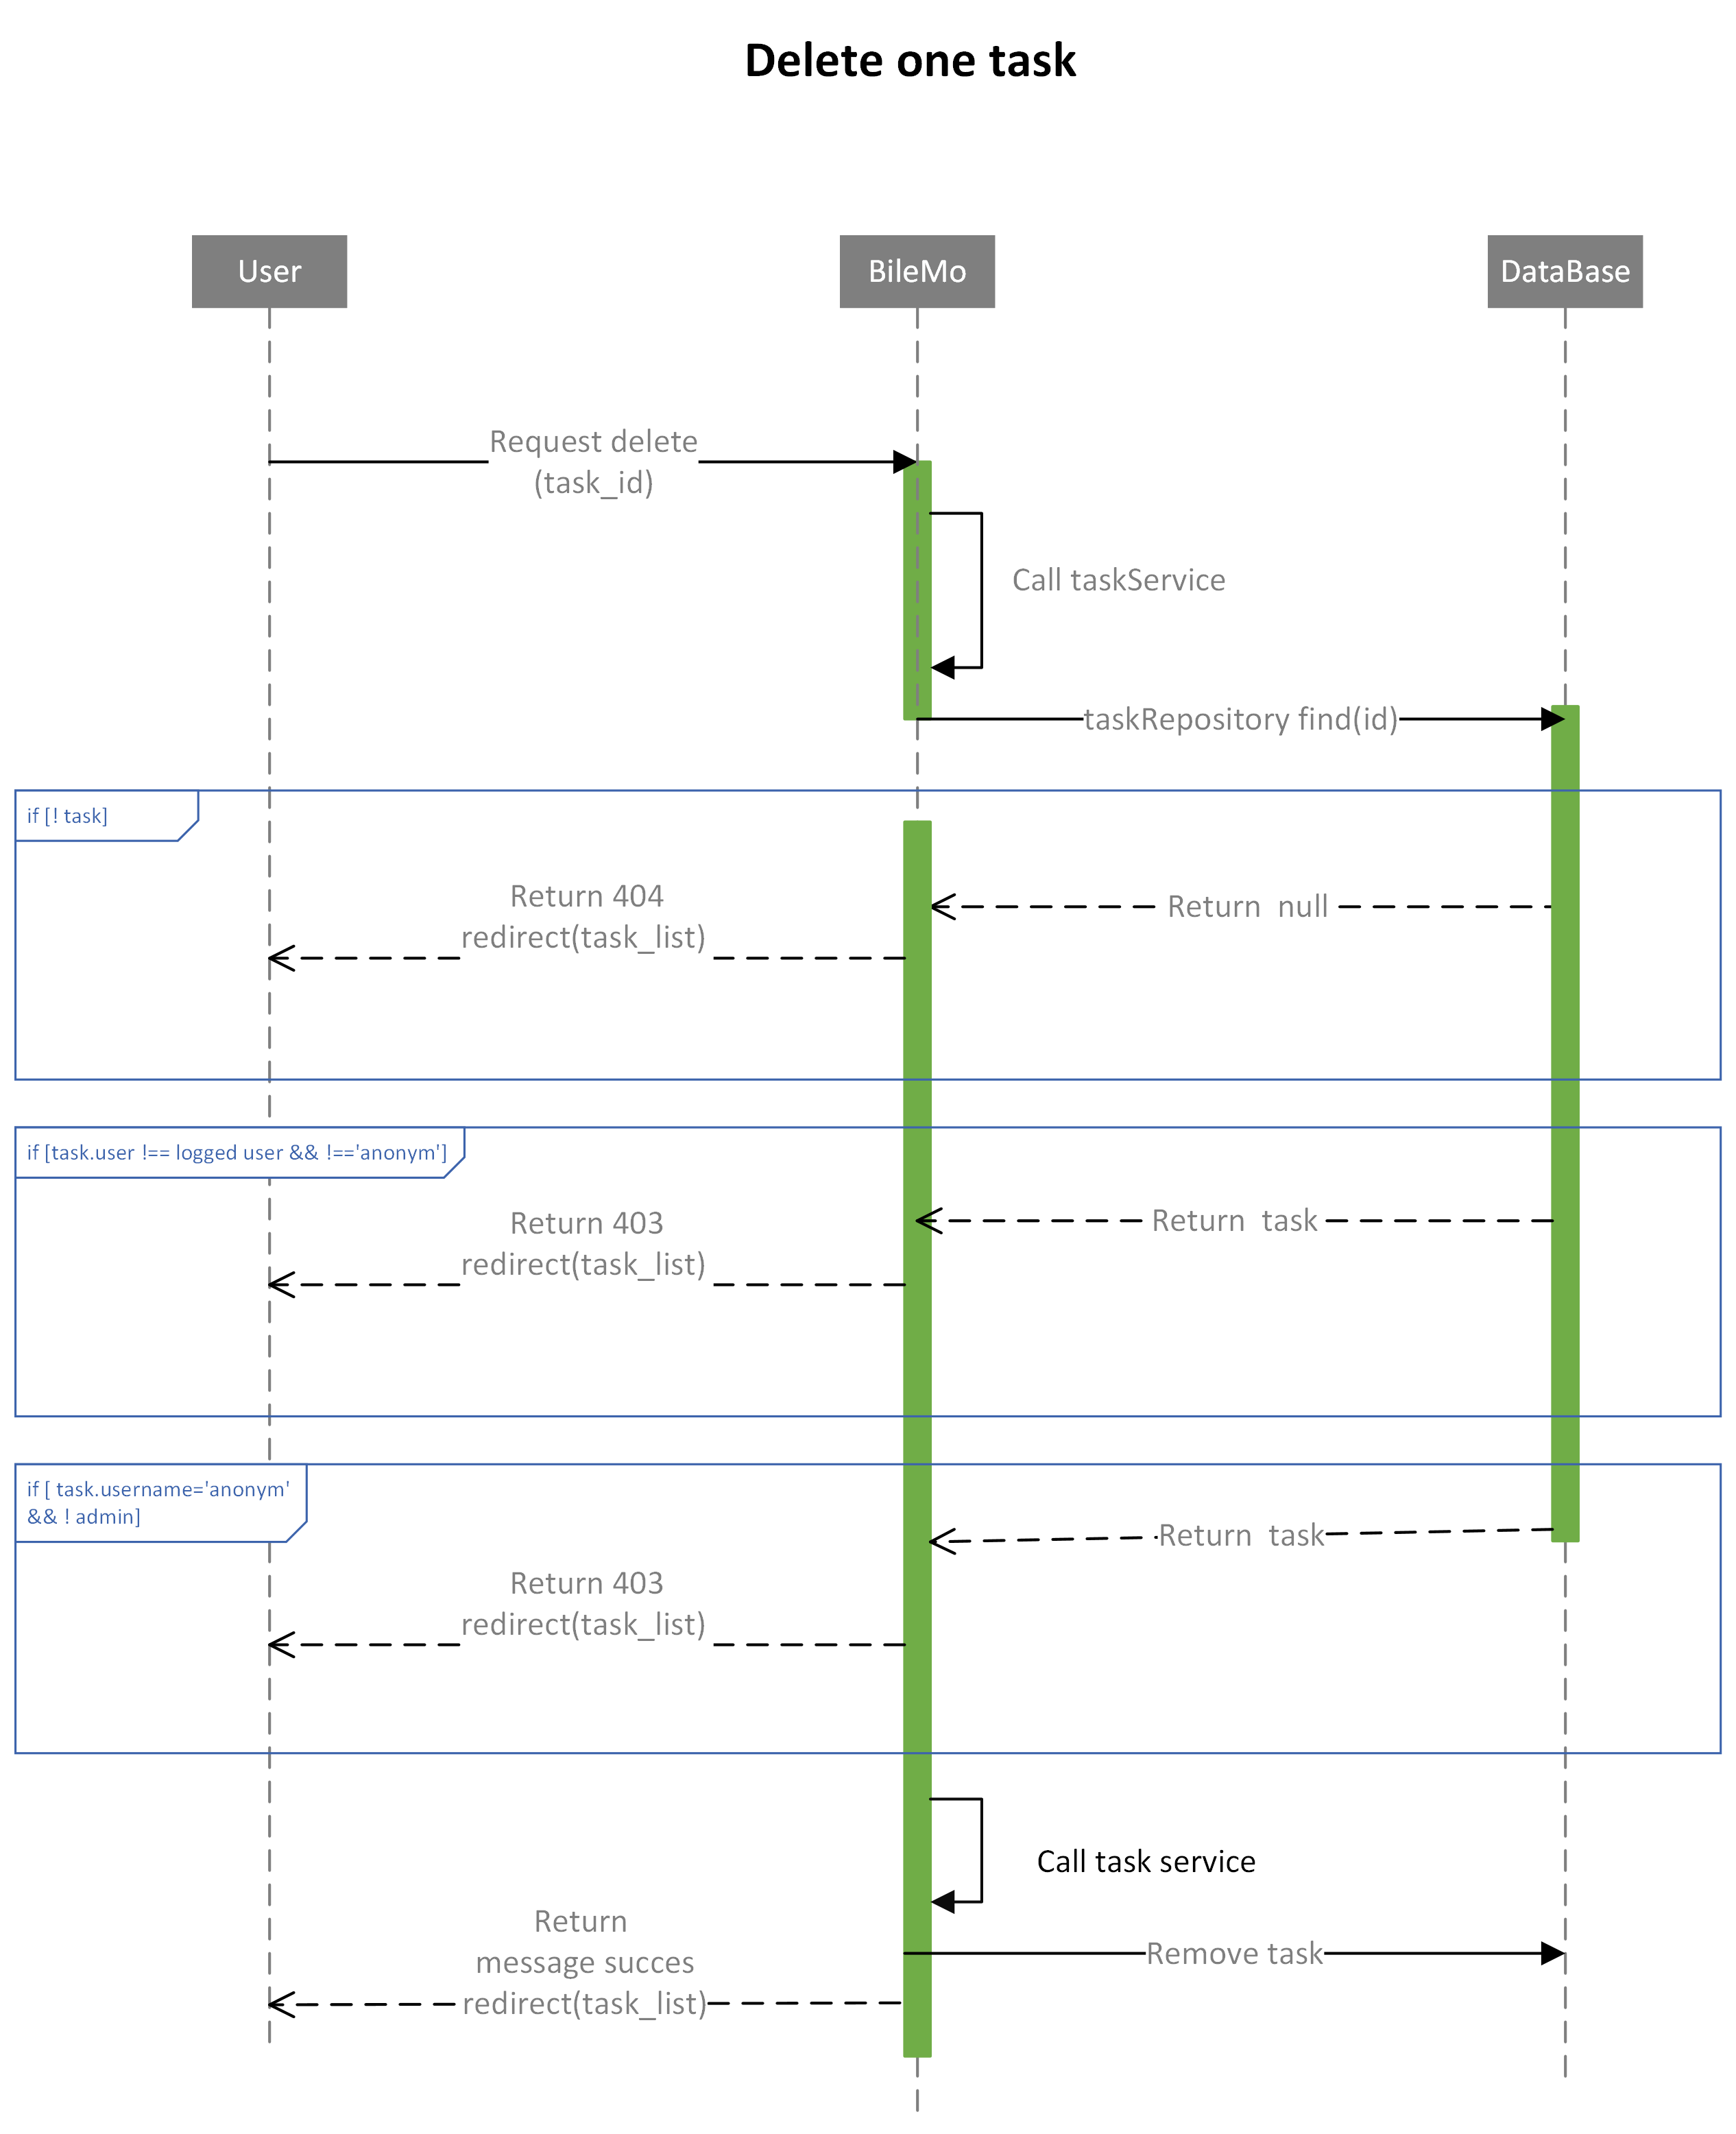 Delete one task
User
BileMo
DataBase
Request delete
(task_id)
Call taskService
taskRepository find(id)
if [! task]
Return 404
redirect(task_list)
Return  null
if [task.user !== logged user && !=='anonym']
Return 403
redirect(task_list)
Return  task
if [ task.username='anonym'
&& ! admin]
Return  task
Return 403
redirect(task_list)
Call task service
Return
message succes
redirect(task_list)
Remove task